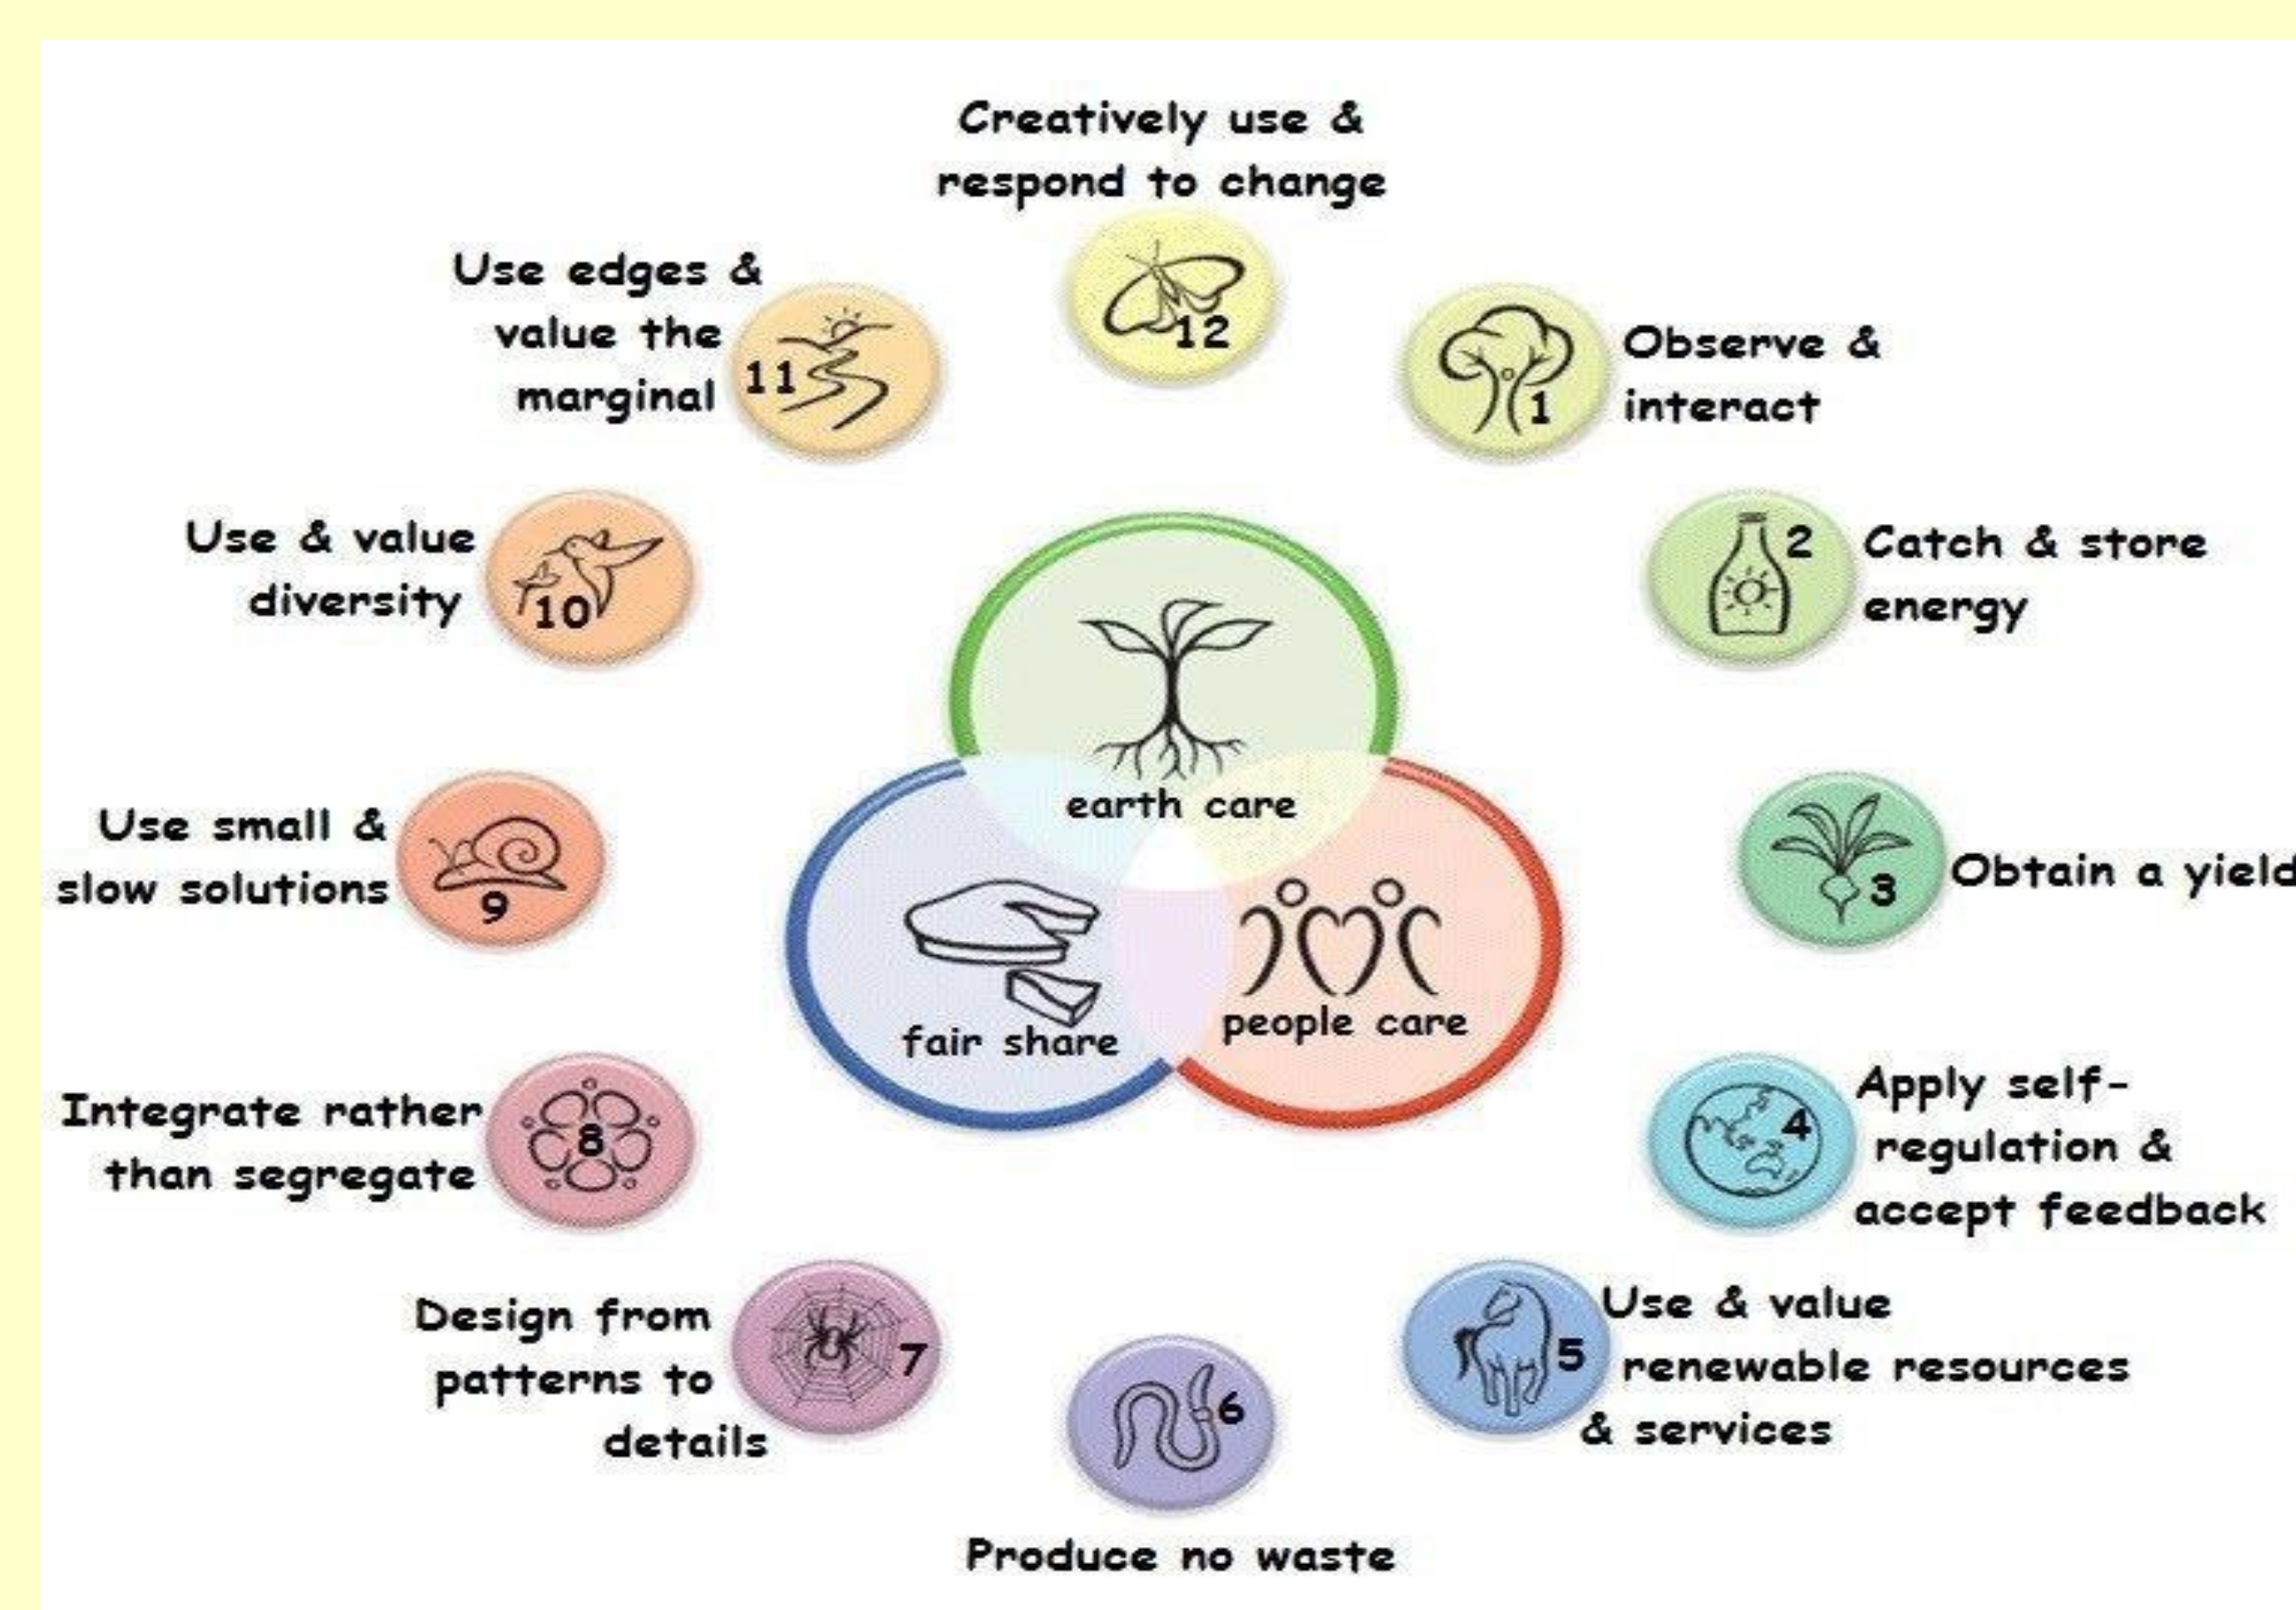 Creatively use &
respond to change
12
1
Observe &
interact
2
Catch & store
energy
3
Obtain a yield
4
Apply self-
regulation &
accept feedback
5
Use & value
renewable resources
& services
6
Produce no waste
7
Design from
patterns to
details
8
Integrate rather
than segregate
9
Use small &
slow solutions
10
Use & value
diversity
11
Use edges &
value the
marginal
earth care
fair share
people care